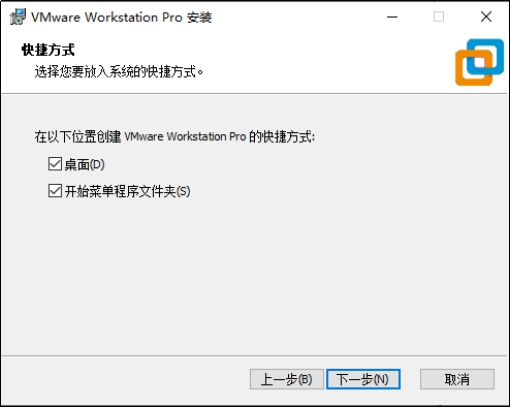 VMware Workstation Pro 安装
快捷方式
选择您要放入系统的快捷方式。
在以下位置创建 VMware Workstation Pro 的快捷方式:
桌面(D)
开始菜单程序文件夹(S)
上一步(B) 下一步(N) 取消